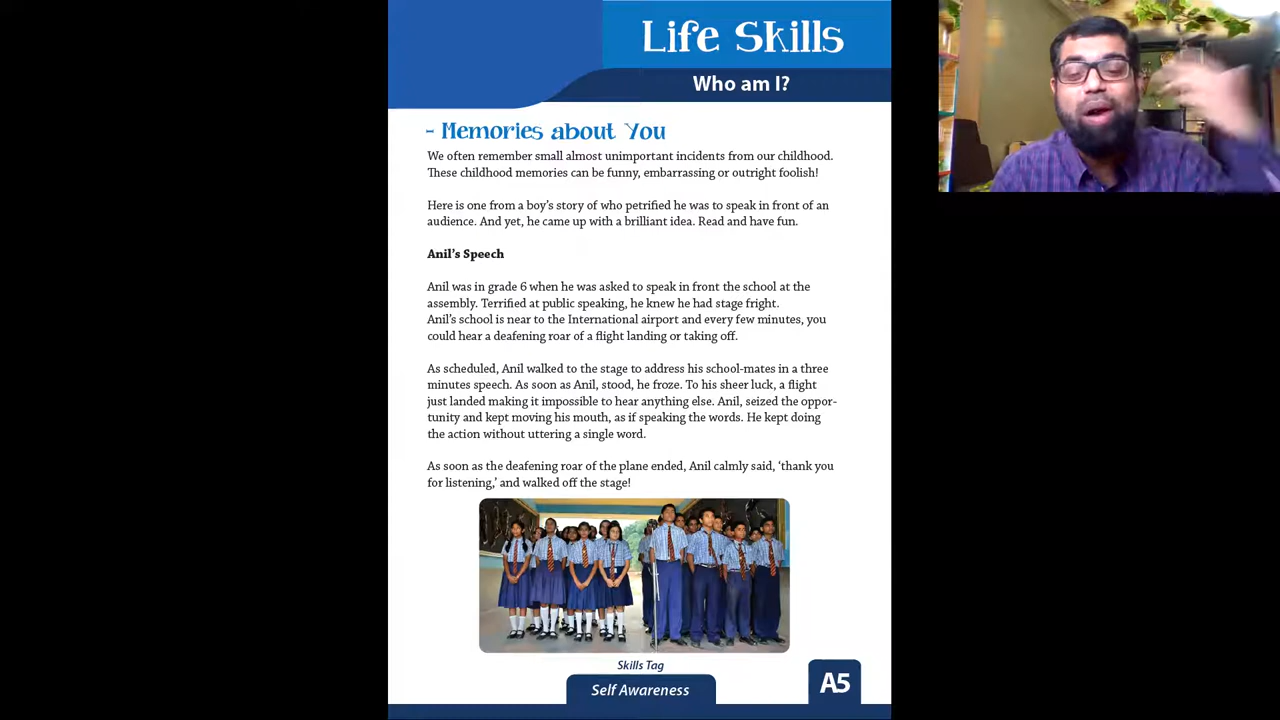 Life Skills
Who am I?
- Memories about You
We often remember small almost unimportant incidents from our childhood.
These childhood memories can be funny, embarrassing or outright foolish!
Here is one from a boy's story of who petrified he was to speak in front of an
audience. And yet, he came up with a brilliant idea. Read and have fun.
Anil's Speech
Anil was in grade 6 when he was asked to speak in front the school at the
assembly. Terrified at public speaking, he knew he had stage fright.
Anil's school is near to the International airport and every few minutes, you
could hear a deafening roar of a flight landing or taking off.
As scheduled, Anil walked to the stage to address his school-mates in a three
minutes speech. As soon as Anil, stood, he froze. To his sheer luck, a flight
just landed making it impossible to hear anything else. Anil, seized the oppor-
tunity and kept moving his mouth, as if speaking the words. He kept doing
the action without uttering a single word.
As soon as the deafening roar of the plane ended, Anil calmly said, ‘thank you
for listening,’ and walked off the stage!
Skills Tag
Self Awareness
A5